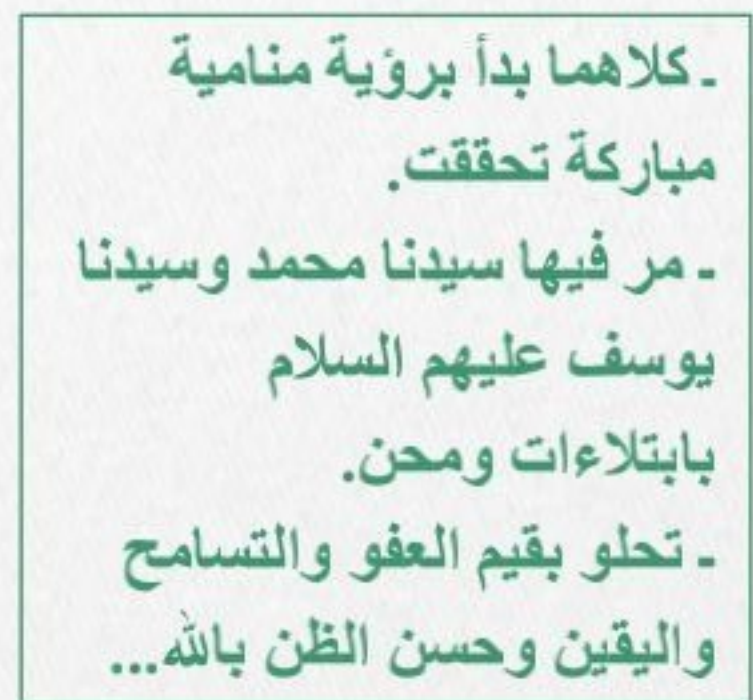 ـ كلاهما بدأ برؤية منامية
مباركة تحققت.
ـ مر فيها سيدنا محمد وسيدنا
يوسف عليهم السلام
بابتلاءات ومحن.
ـ تحلو بقيم العفو والتسامح
واليقين وحسن الظن بالله...